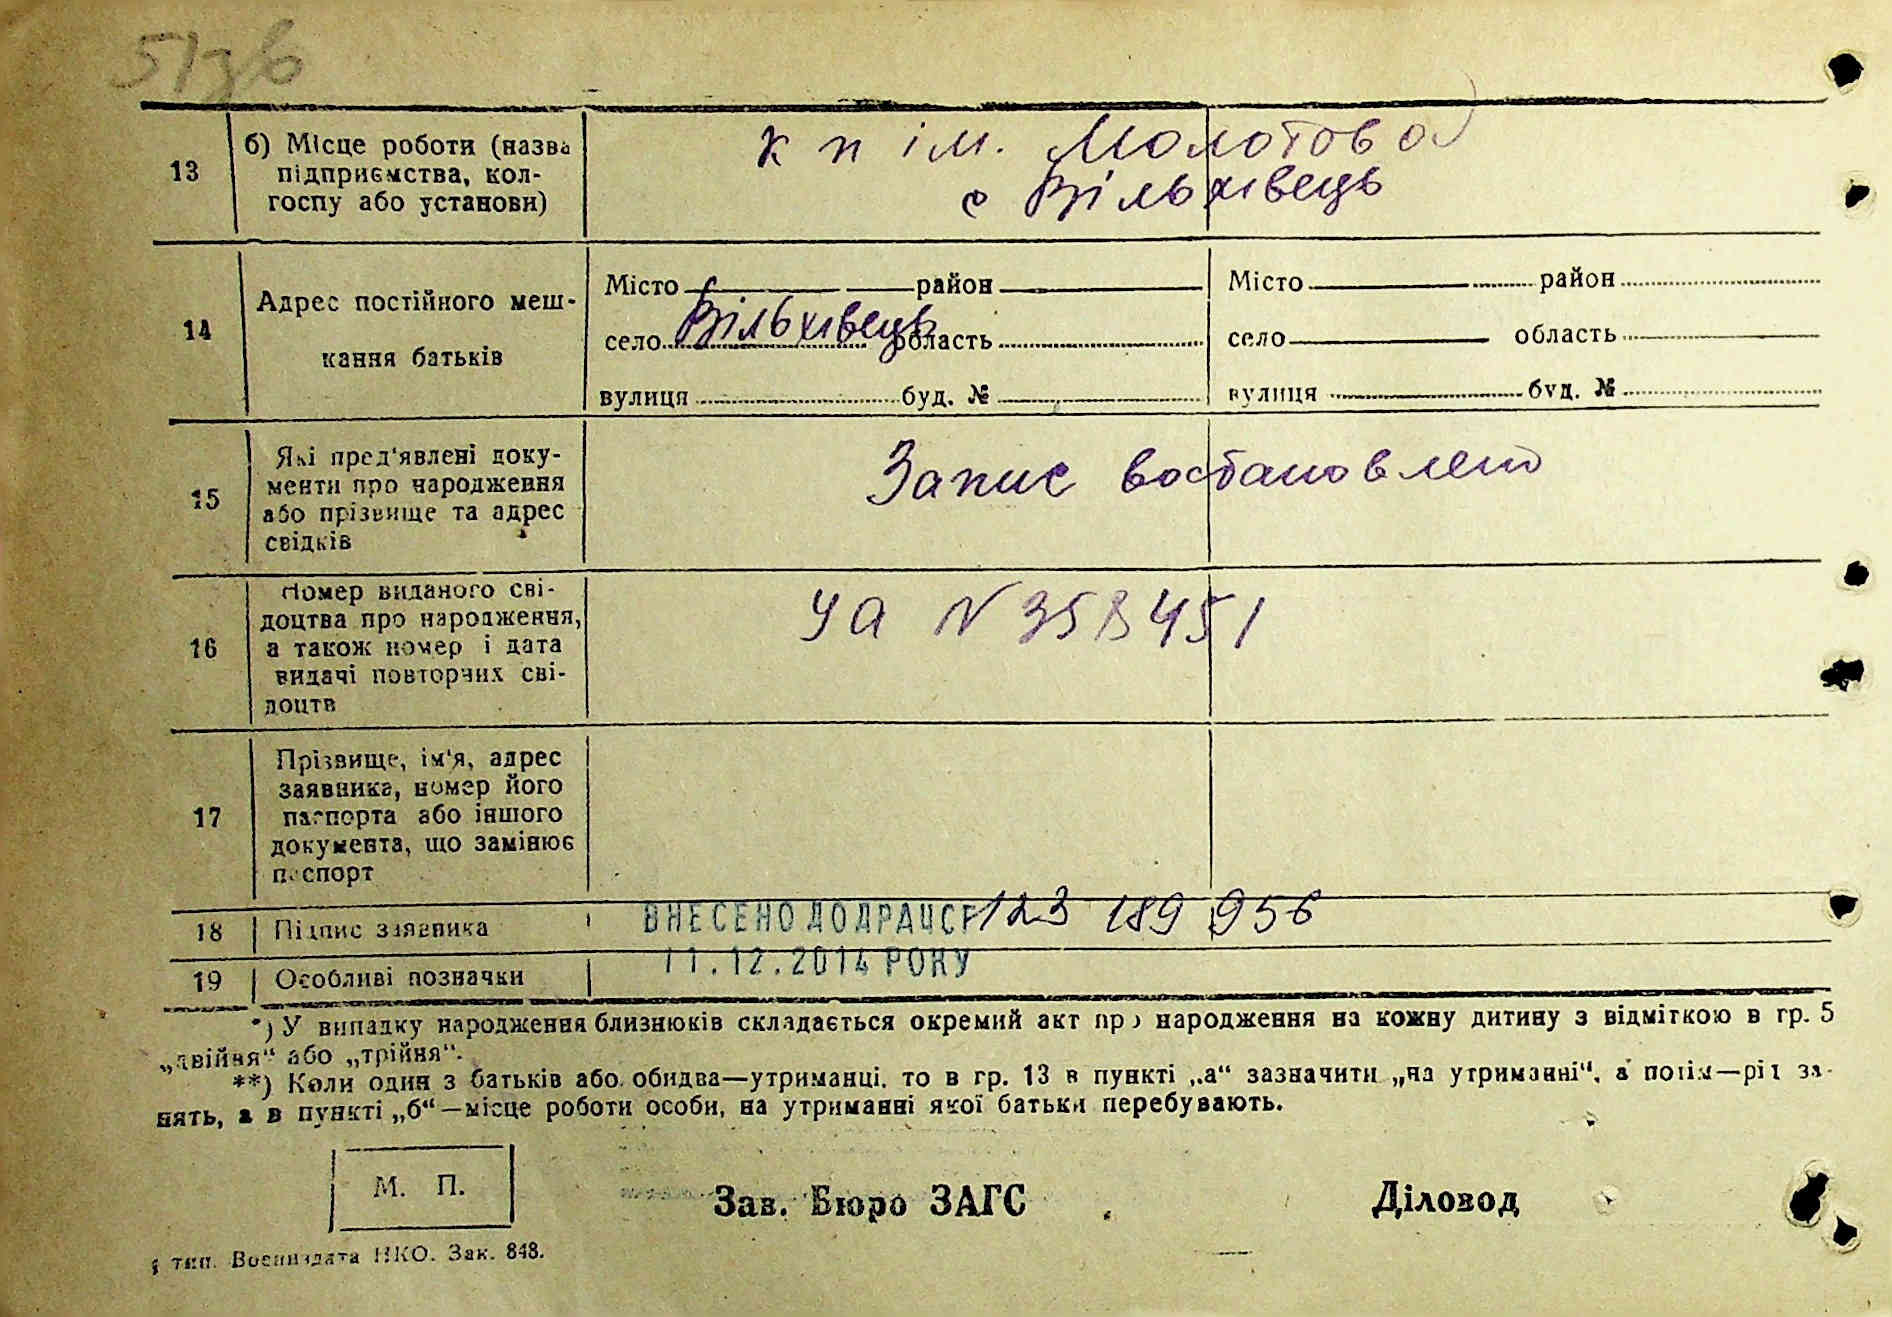 51зв
13
б) Місце роботи (назва
підприємства, кол-
госпу або установи)
к п ім. Молотова
с Вільхівець
14
Адрес постійного меш-
кання батьків
Місто район
село Вільхівець область
вулиця буд. №
Місто район
село область
вулиця буд. №
15
Які пред'явлені доку-
менти про народження
або прізвище та адрес
свідків
Запис востановлено
16
Номер виданого сві-
доцтва про народження,
а також номер і дата
видачі повторних сві-
доцтв
УА N 358451
17
Прізвище, ім'я, адрес
заявника, номер його
паспорта або іншого
документа, що замінює
паспорт
18 Підпис заявника
ВНЕСЕНО ДО ДРАЦСГ 123 189 956
11.12.2014 РОКУ
19 Особливі позначки
*) У випадку народження близнюків складається окремий акт про народження на кожну дитину з відміткою в гр. 5
„двійня“ або „трійня“.
**) Коли один з батьків або обидва—утриманці, то в гр. 13 в пункті „а“ зазначити „на утриманні“, а потім—рід за-
нять, а в пункті „б“—місце роботи особи, на утриманні якої батьки перебувають.
М. П.
Зав. Бюро ЗАГС
Діловод
тип. Воениздата НКО. Зак. 848.